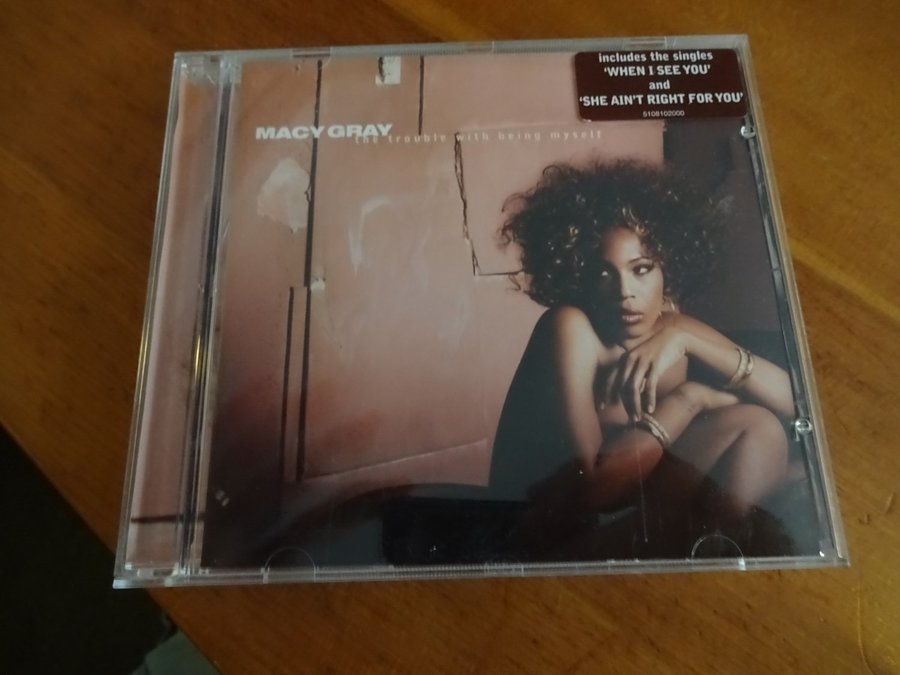 includes the singles
'WHEN I SEE YOU'
and
'SHE AIN'T RIGHT FOR YOU'
5108102000
MACY GRAY
the trouble with being myself